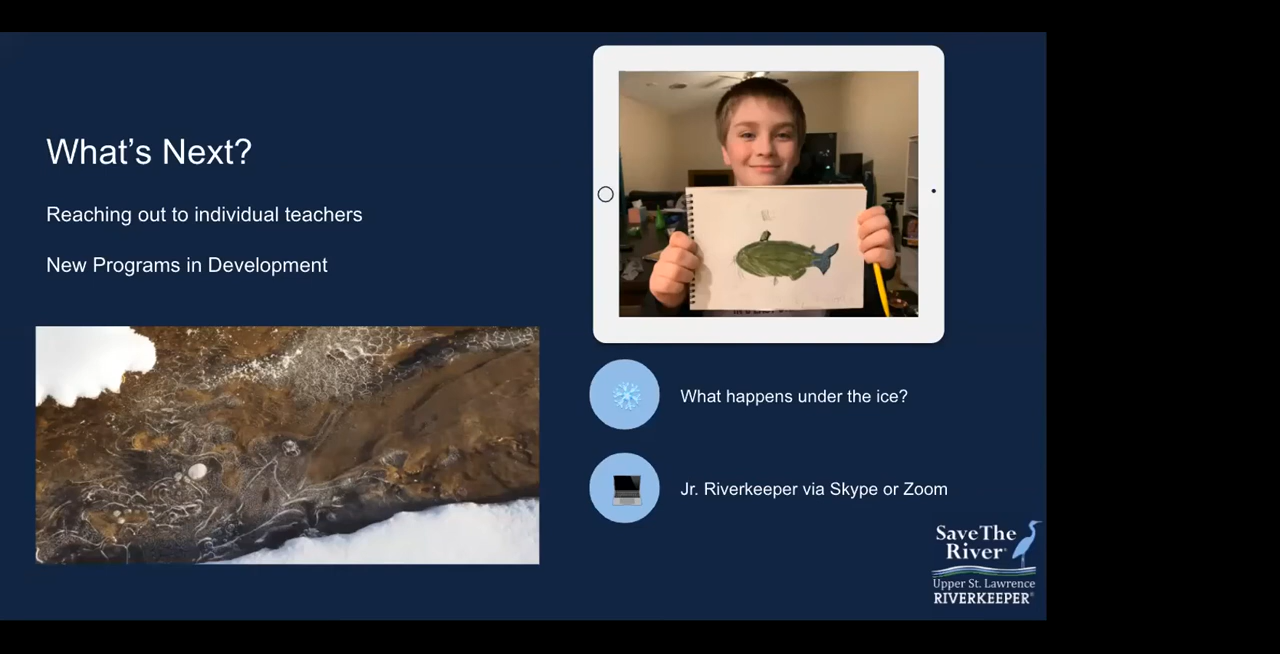 What's Next?
Reaching out to individual teachers
New Programs in Development
What happens under the ice?
Jr. Riverkeeper via Skype or Zoom
SaveThe
River®
Upper St. Lawrence
RIVERKEEPER®